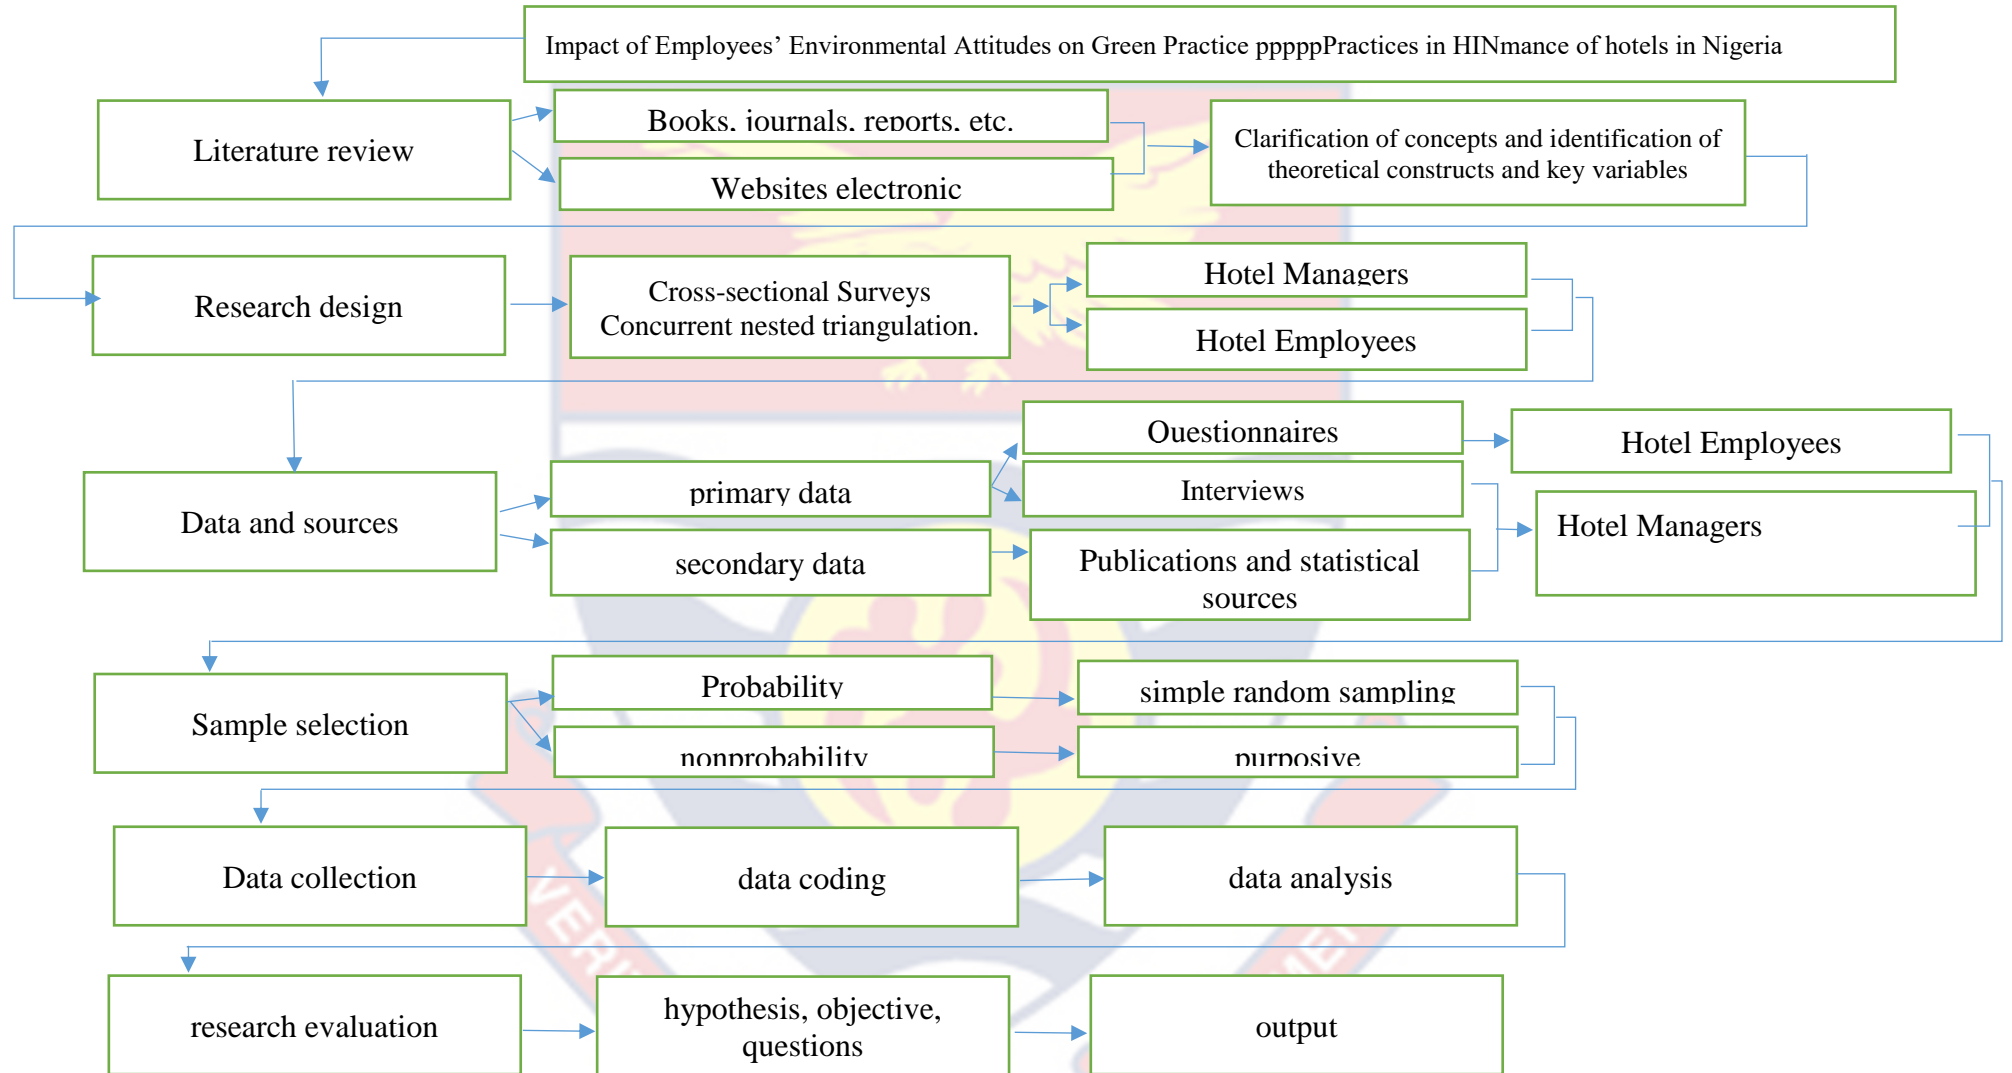 Impact of Employees’ Environmental Attitudes on Green Practice pppppPractices in HINmance of hotels in Nigeria
Literature review
Books, journals, reports, etc.
Websites electronic
Clarification of concepts and identification of
theoretical constructs and key variables
Research design
Cross-sectional Surveys
Concurrent nested triangulation.
Hotel Managers
Hotel Employees
Data and sources
primary data
secondary data
Questionnaires
Interviews
Publications and statistical
sources
Hotel Employees
Hotel Managers
Sample selection
Probability
nonprobability
simple random sampling
purposive
Data collection
data coding
data analysis
research evaluation
hypothesis, objective,
questions
output
VERI
MEN